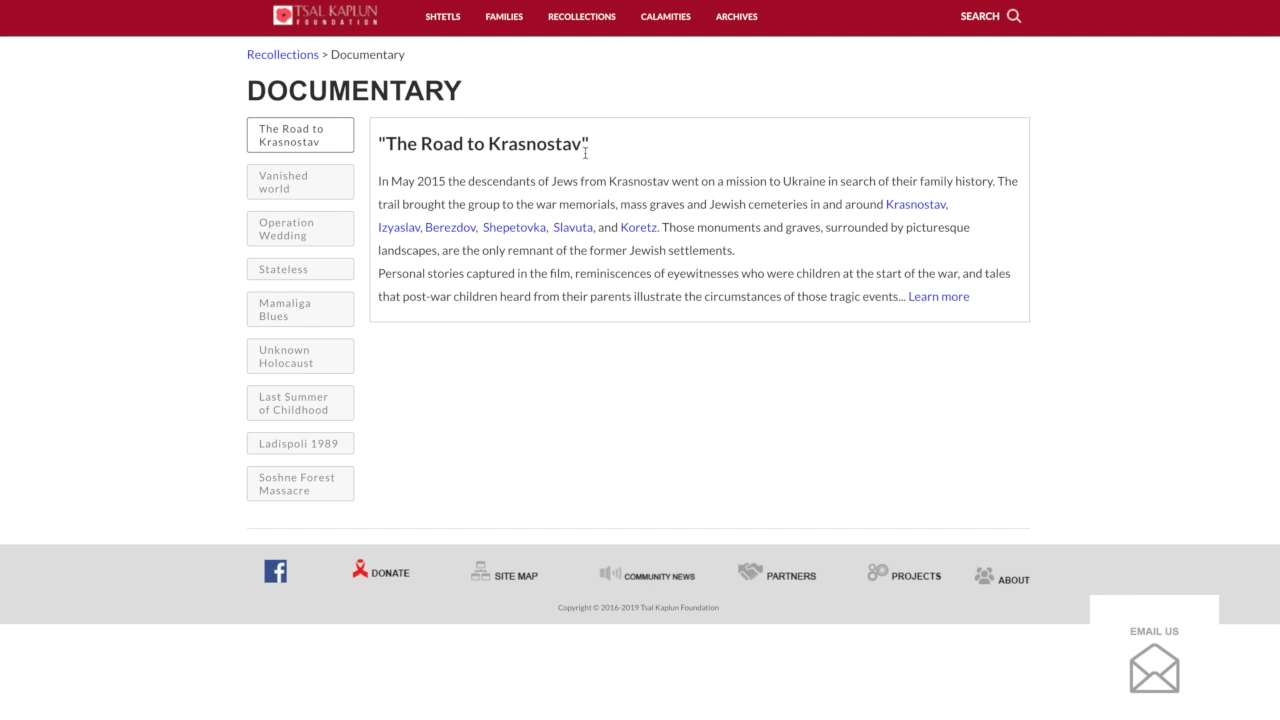 TSAL KAPLUN
FOUNDATION
SHTETLS
FAMILIES
RECOLLECTIONS
CALAMITIES
ARCHIVES
SEARCH
Recollections > Documentary
DOCUMENTARY
The Road to
Krasnostav
Vanished
world
Operation
Wedding
Stateless
Mamaliga
Blues
Unknown
Holocaust
Last Summer
of Childhood
Ladispoli 1989
Soshne Forest
Massacre
"The Road to Krasnostav"
In May 2015 the descendants of Jews from Krasnostav went on a mission to Ukraine in search of their family history. The
trail brought the group to the war memorials, mass graves and Jewish cemeteries in and around Krasnostav,
Izyaslav, Berezdov, Shepetovka, Slavuta, and Koretz. Those monuments and graves, surrounded by picturesque
landscapes, are the only remnant of the former Jewish settlements.
Personal stories captured in the film, reminiscences of eyewitnesses who were children at the start of the war, and tales
that post-war children heard from their parents illustrate the circumstances of those tragic events... Learn more
DONATE
SITE MAP
COMMUNITY NEWS
PARTNERS
PROJECTS
ABOUT
Copyright © 2016-2019 Tsal Kaplun Foundation
EMAIL US